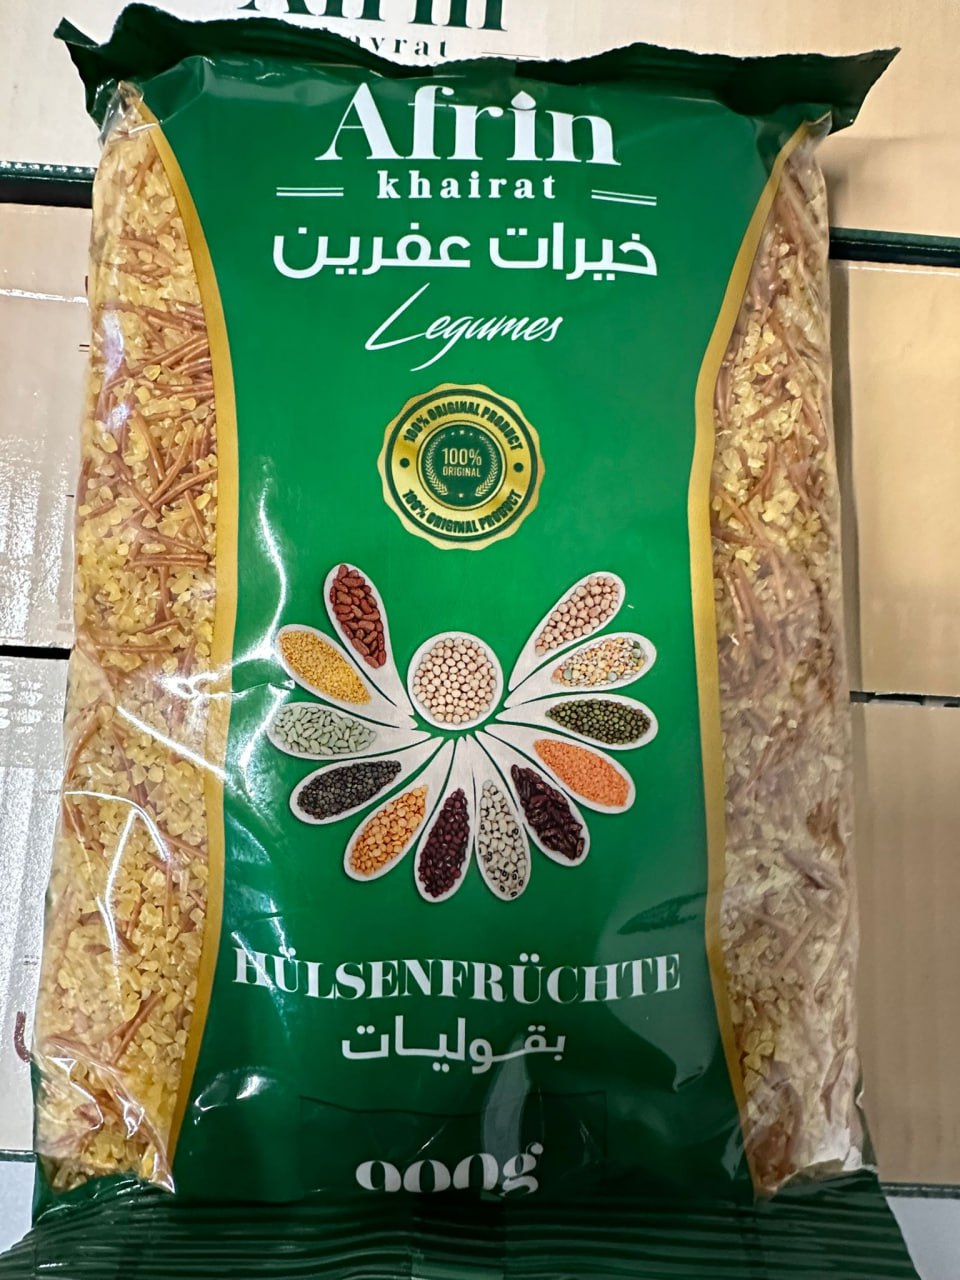 Afrin
khairat
خيرات عفرين
Legumes
100% ORIGINAL PRODUCT
100%
ORIGINAL
100% ORIGINAL PRODUCT
HÜLSENFRÜCHTE
بقوليات
900g